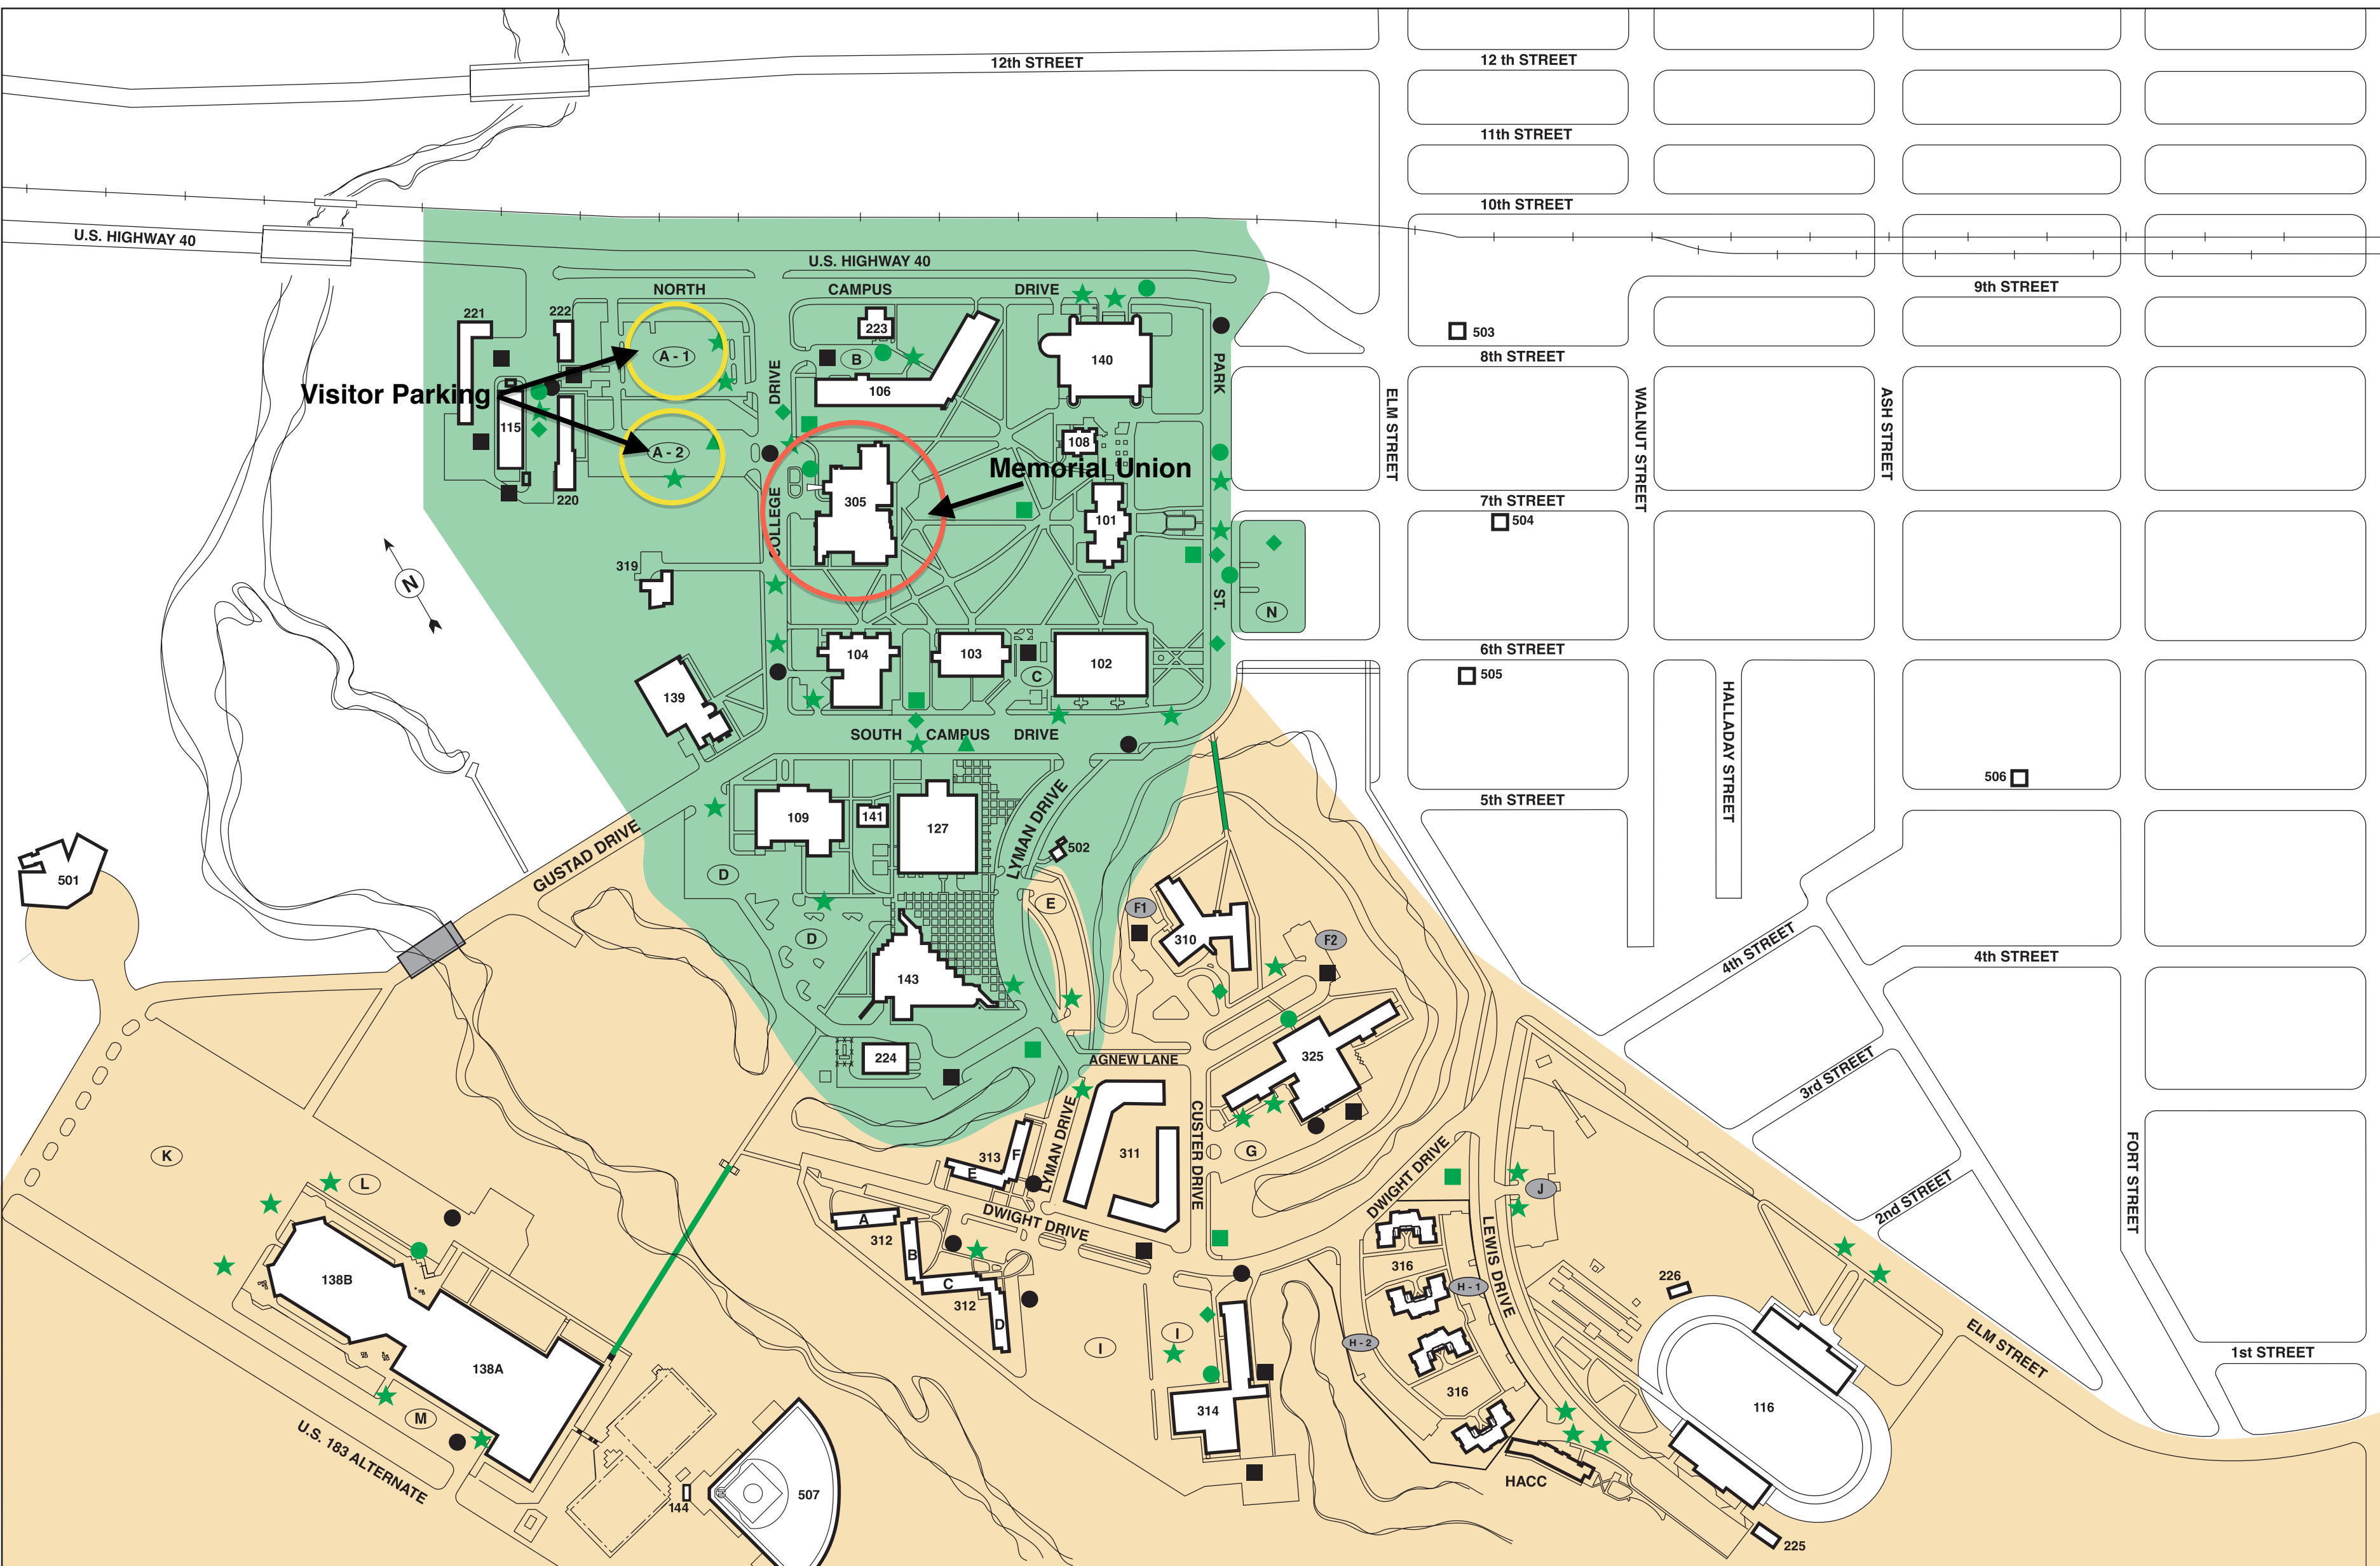 12th STREET
12 th STREET
11th STREET
10th STREET
U.S. HIGHWAY 40
U.S. HIGHWAY 40
9th STREET
NORTH CAMPUS DRIVE
221
222
223
503
8th STREET
A - 1
B
140
PARK
DRIVE
106
Visitor Parking
ELM STREET
WALNUT STREET
ASH STREET
115
A - 2
108
Memorial Union
220
305
101
7th STREET
504
COLLEGE
N
319
ST.
N
104
103
102
6th STREET
C
505
139
HALLADAY STREET
SOUTH CAMPUS DRIVE
506
5th STREET
109
141
127
LYMAN DRIVE
502
GUSTAD DRIVE
501
D
E
F1
310
F2
D
4th STREET
4th STREET
143
224
AGNEW LANE
325
3rd STREET
LYMAN DRIVE
CUSTER DRIVE
311
313
F
E
G
DWIGHT DRIVE
K
L
J
2nd STREET
FORT STREET
A
312
B
DWIGHT DRIVE
LEWIS DRIVE
138B
C
312
D
316
H - 1
226
I
I
H - 2
ELM STREET
1st STREET
138A
316
314
116
M
U.S. 183 ALTERNATE
HACC
144
507
225